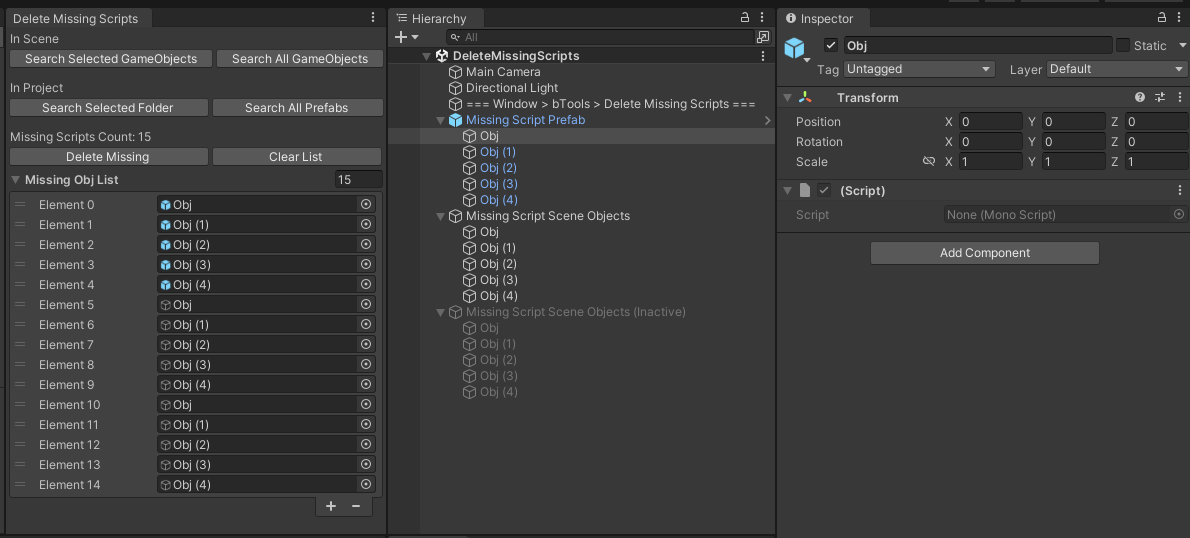 Delete Missing Scripts
In Scene
Search Selected GameObjects Search All GameObjects
In Project
Search Selected Folder Search All Prefabs
Missing Scripts Count: 15
Delete Missing Clear List
Missing Obj List 15
Element 0 Obj
Element 1 Obj (1)
Element 2 Obj (2)
Element 3 Obj (3)
Element 4 Obj (4)
Element 5 Obj
Element 6 Obj (1)
Element 7 Obj (2)
Element 8 Obj (3)
Element 9 Obj (4)
Element 10 Obj
Element 11 Obj (1)
Element 12 Obj (2)
Element 13 Obj (3)
Element 14 Obj (4)
+ −
Hierarchy
+ All
DeleteMissingScripts
Main Camera
Directional Light
=== Window > bTools > Delete Missing Scripts ===
Missing Script Prefab
Obj
Obj (1)
Obj (2)
Obj (3)
Obj (4)
Missing Script Scene Objects
Obj
Obj (1)
Obj (2)
Obj (3)
Obj (4)
Missing Script Scene Objects (Inactive)
Obj
Obj (1)
Obj (2)
Obj (3)
Obj (4)
Inspector
Obj Static
Tag Untagged Layer Default
Transform
Position X 0 Y 0 Z 0
Rotation X 0 Y 0 Z 0
Scale X 1 Y 1 Z 1
(Script)
Script None (Mono Script)
Add Component